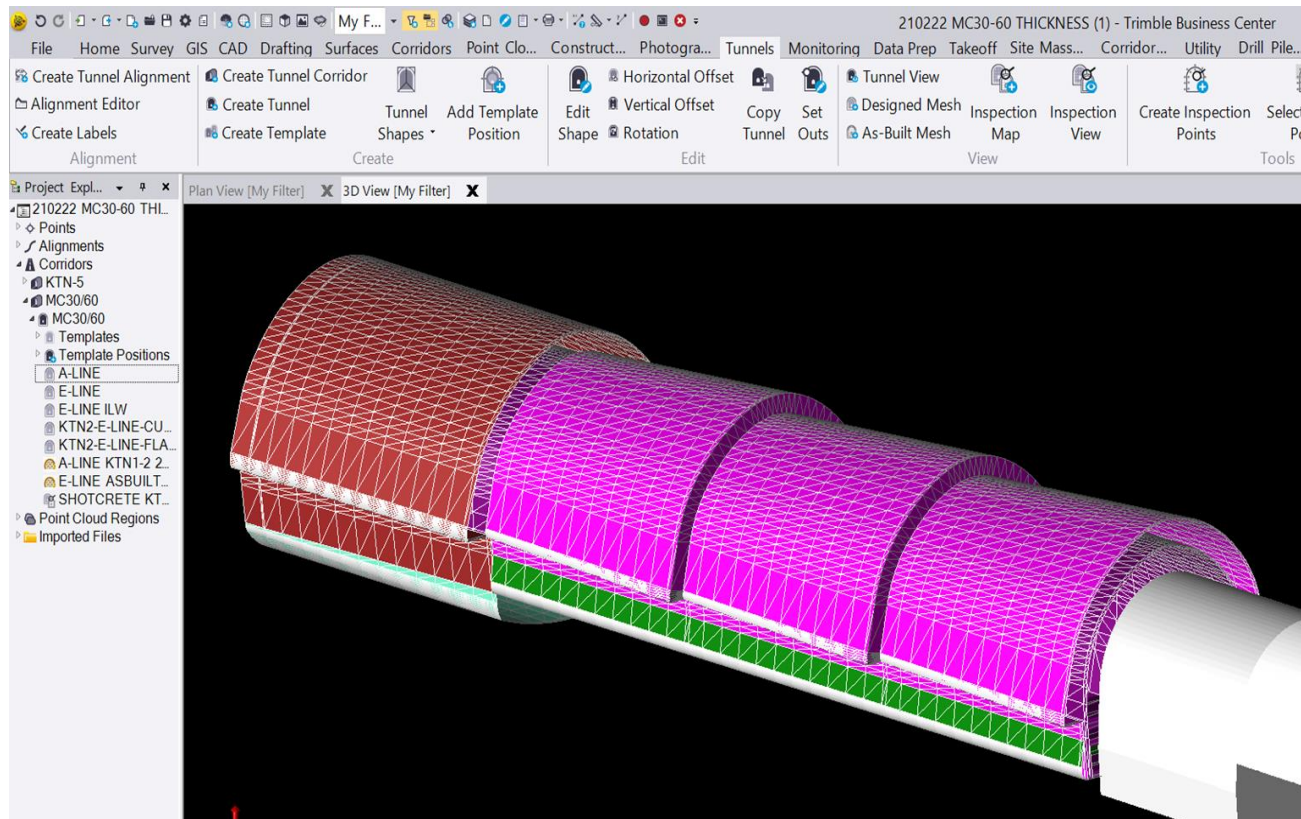 My F...
210222 MC30-60 THICKNESS (1) - Trimble Business Center
File Home Survey GIS CAD Drafting Surfaces Corridors Point Clo... Construct... Photogra... Tunnels Monitoring Data Prep Takeoff Site Mass... Corridor... Utility Drill Pile...
Create Tunnel Alignment
Alignment Editor
Create Labels
Alignment
Create Tunnel Corridor
Create Tunnel
Create Template
Tunnel
Shapes
Add Template
Position
Create
Edit
Shape
Horizontal Offset
Vertical Offset
Rotation
Copy
Tunnel
Set
Outs
Edit
Tunnel View
Designed Mesh
As-Built Mesh
Inspection
Map
Inspection
View
View
Create Inspection
Points
Select
Tools
Project Expl...
Plan View [My Filter]
3D View [My Filter]
210222 MC30-60 THI...
Points
Alignments
Corridors
KTN-5
MC30/60
MC30/60
Templates
Template Positions
A-LINE
E-LINE
E-LINE ILW
KTN2-E-LINE-CU...
KTN2-E-LINE-FLA...
A-LINE KTN1-2 2...
E-LINE ASBUILT...
SHOTCRETE KT...
Point Cloud Regions
Imported Files